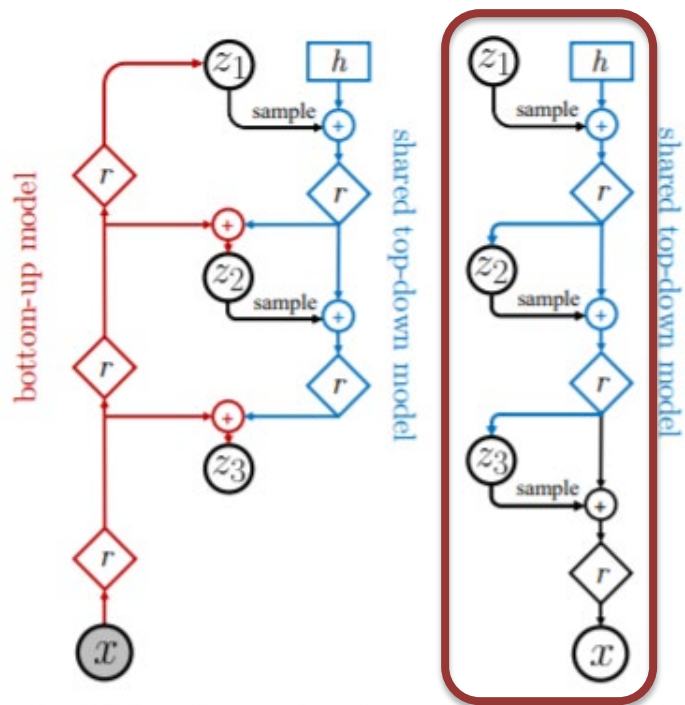 z1
h
sample
+
r
r
+
z2
sample
+
r
r
+
z3
r
x
bottom-up model
shared top-down model
z1
h
sample
+
r
z2
sample
+
r
z3
sample
+
r
x
shared top-down model